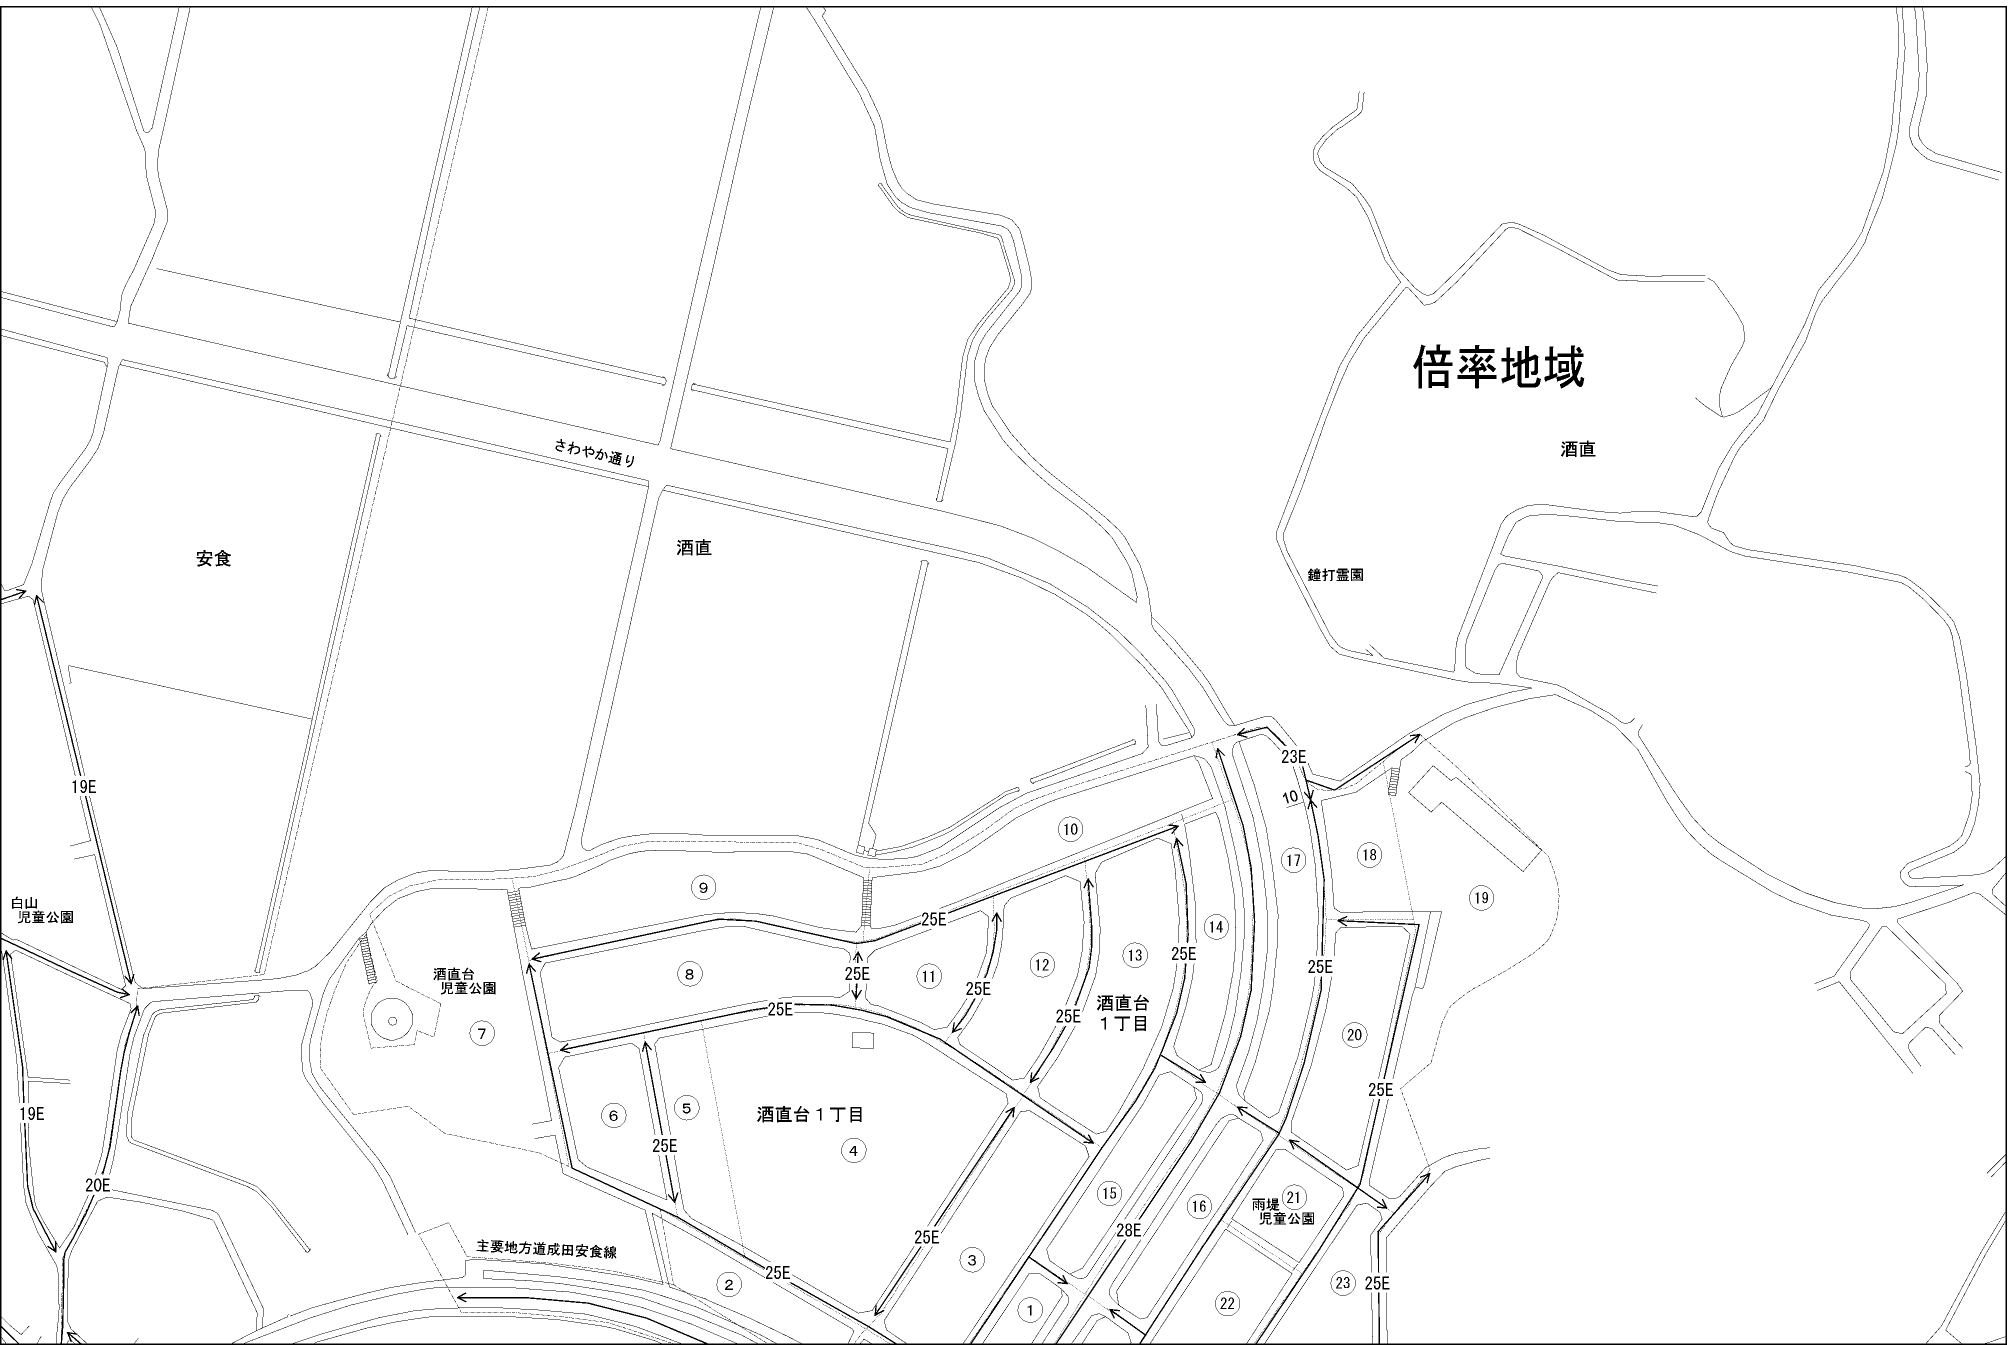 倍率地域
酒直
さわやか通り
安食
酒直
鐘打霊園
23E
19E
10
⑩
⑰
⑱
⑨
⑲
白山
児童公園
25E
⑭
⑬
⑫
⑪
⑧
25E
25E
25E
25E
酒直台
児童公園
25E
25E
酒直台
1丁目
⑦
⑳
25E
⑤
⑥
19E
酒直台1丁目
25E
④
20E
⑮
㉑
⑯
雨堤
児童公園
28E
25E
主要地方道成田安食線
③
25E
②
㉓
25E
㉒
①